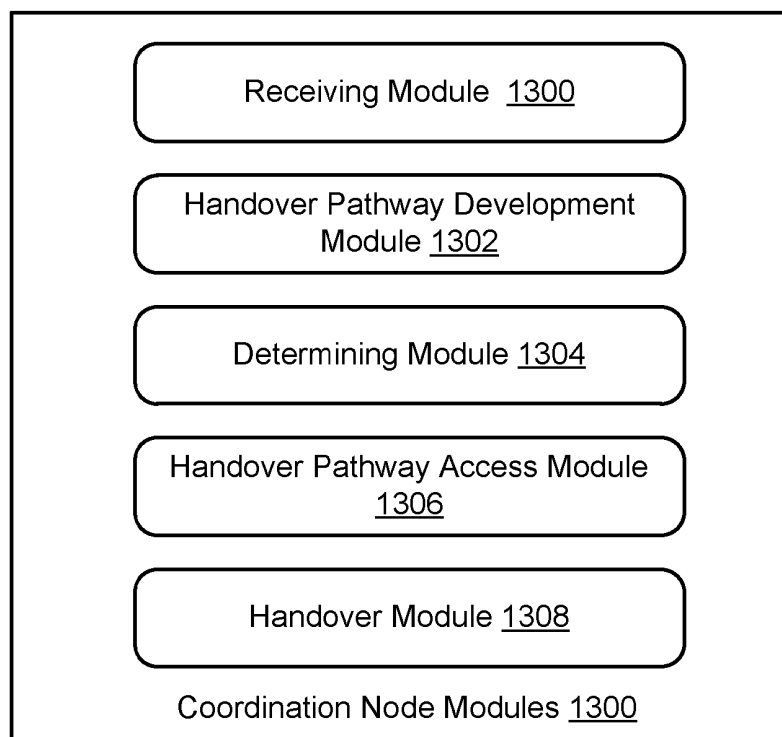 Receiving Module 1300
Handover Pathway Development
Module 1302
Determining Module 1304
Handover Pathway Access Module
1306
Handover Module 1308
Coordination Node Modules 1300